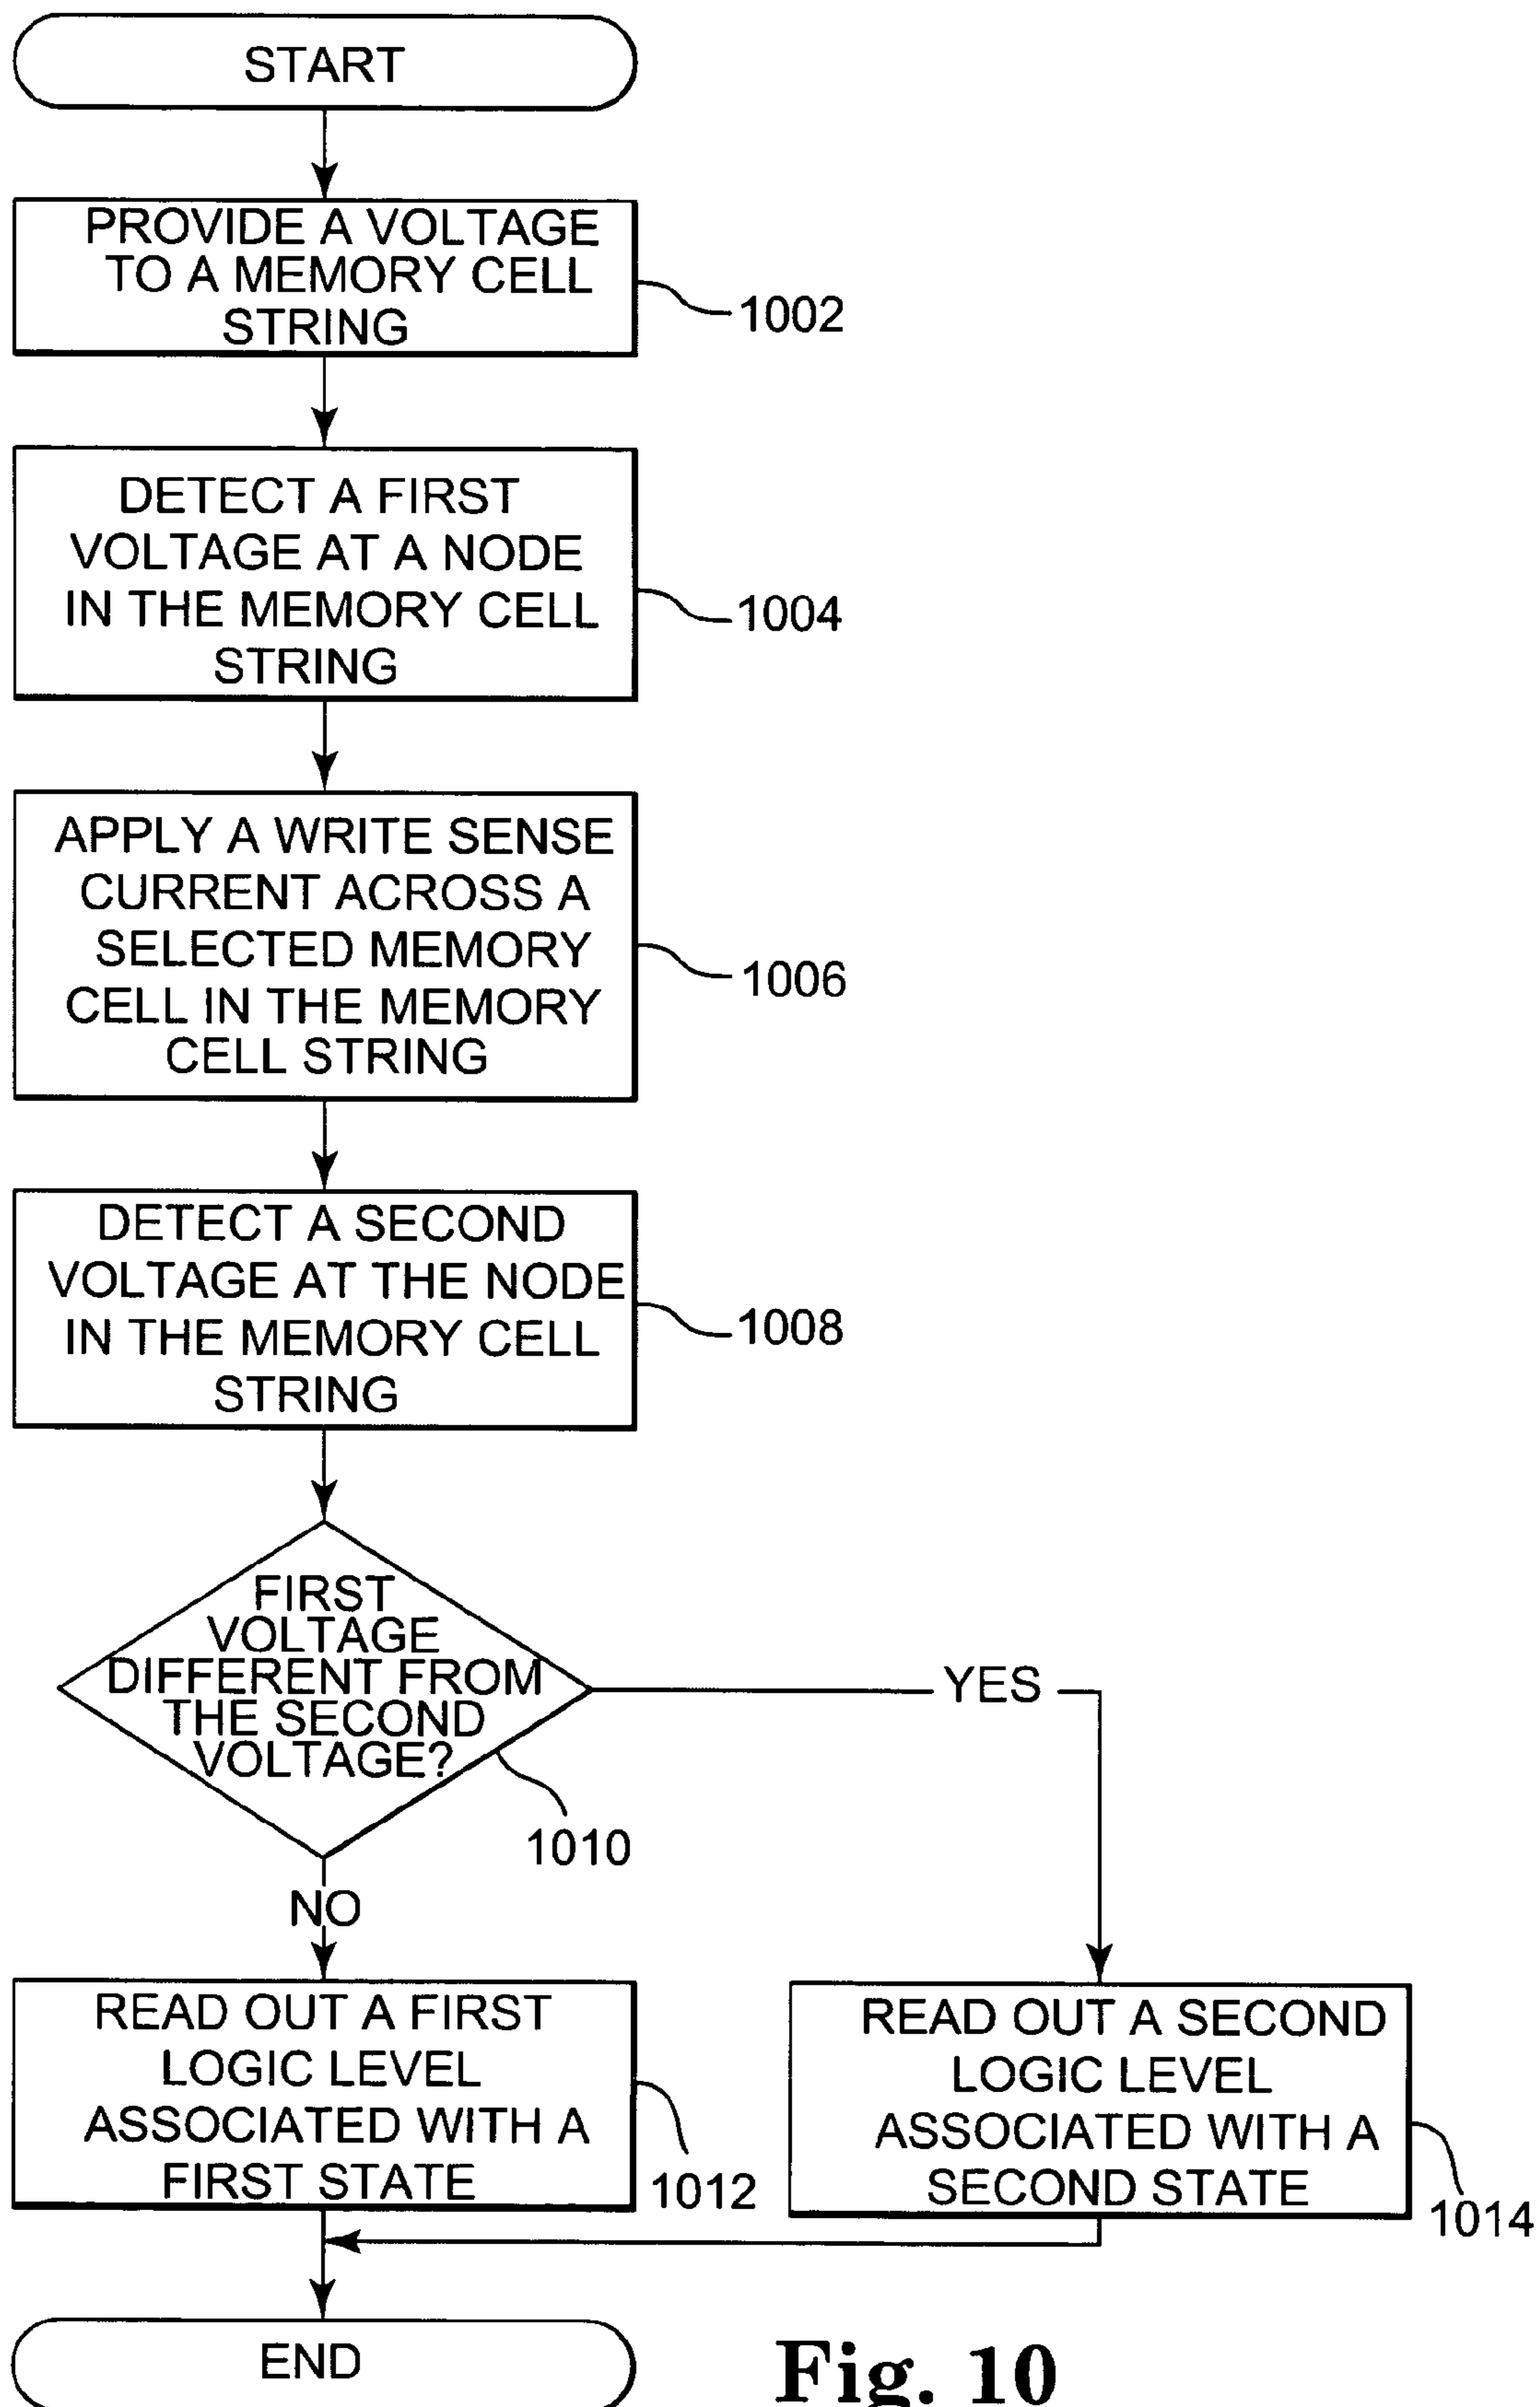 START
PROVIDE A VOLTAGE
TO A MEMORY CELL
STRING
1002
DETECT A FIRST
VOLTAGE AT A NODE
IN THE MEMORY CELL
STRING
1004
APPLY A WRITE SENSE
CURRENT ACROSS A
SELECTED MEMORY
CELL IN THE MEMORY
CELL STRING
1006
DETECT A SECOND
VOLTAGE AT THE NODE
IN THE MEMORY CELL
STRING
1008
FIRST
VOLTAGE
DIFFERENT FROM
THE SECOND
VOLTAGE?
YES
1010
NO
READ OUT A FIRST
LOGIC LEVEL
ASSOCIATED WITH A
FIRST STATE
1012
READ OUT A SECOND
LOGIC LEVEL
ASSOCIATED WITH A
SECOND STATE
1014
END
Fig. 10